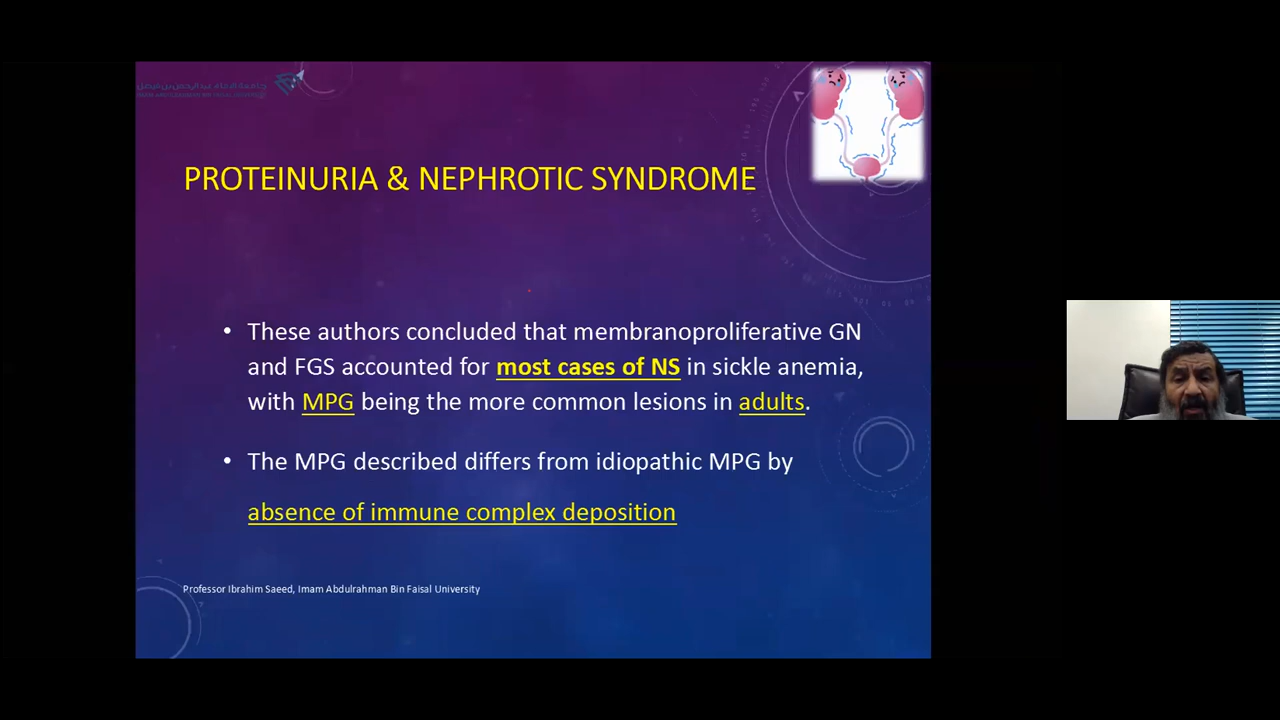 PROTEINURIA & NEPHROTIC SYNDROME
• These authors concluded that membranoproliferative GN
and FGS accounted for most cases of NS in sickle anemia,
with MPG being the more common lesions in adults.
• The MPG described differs from idiopathic MPG by
absence of immune complex deposition
Professor Ibrahim Saeed, Imam Abdulrahman Bin Faisal University